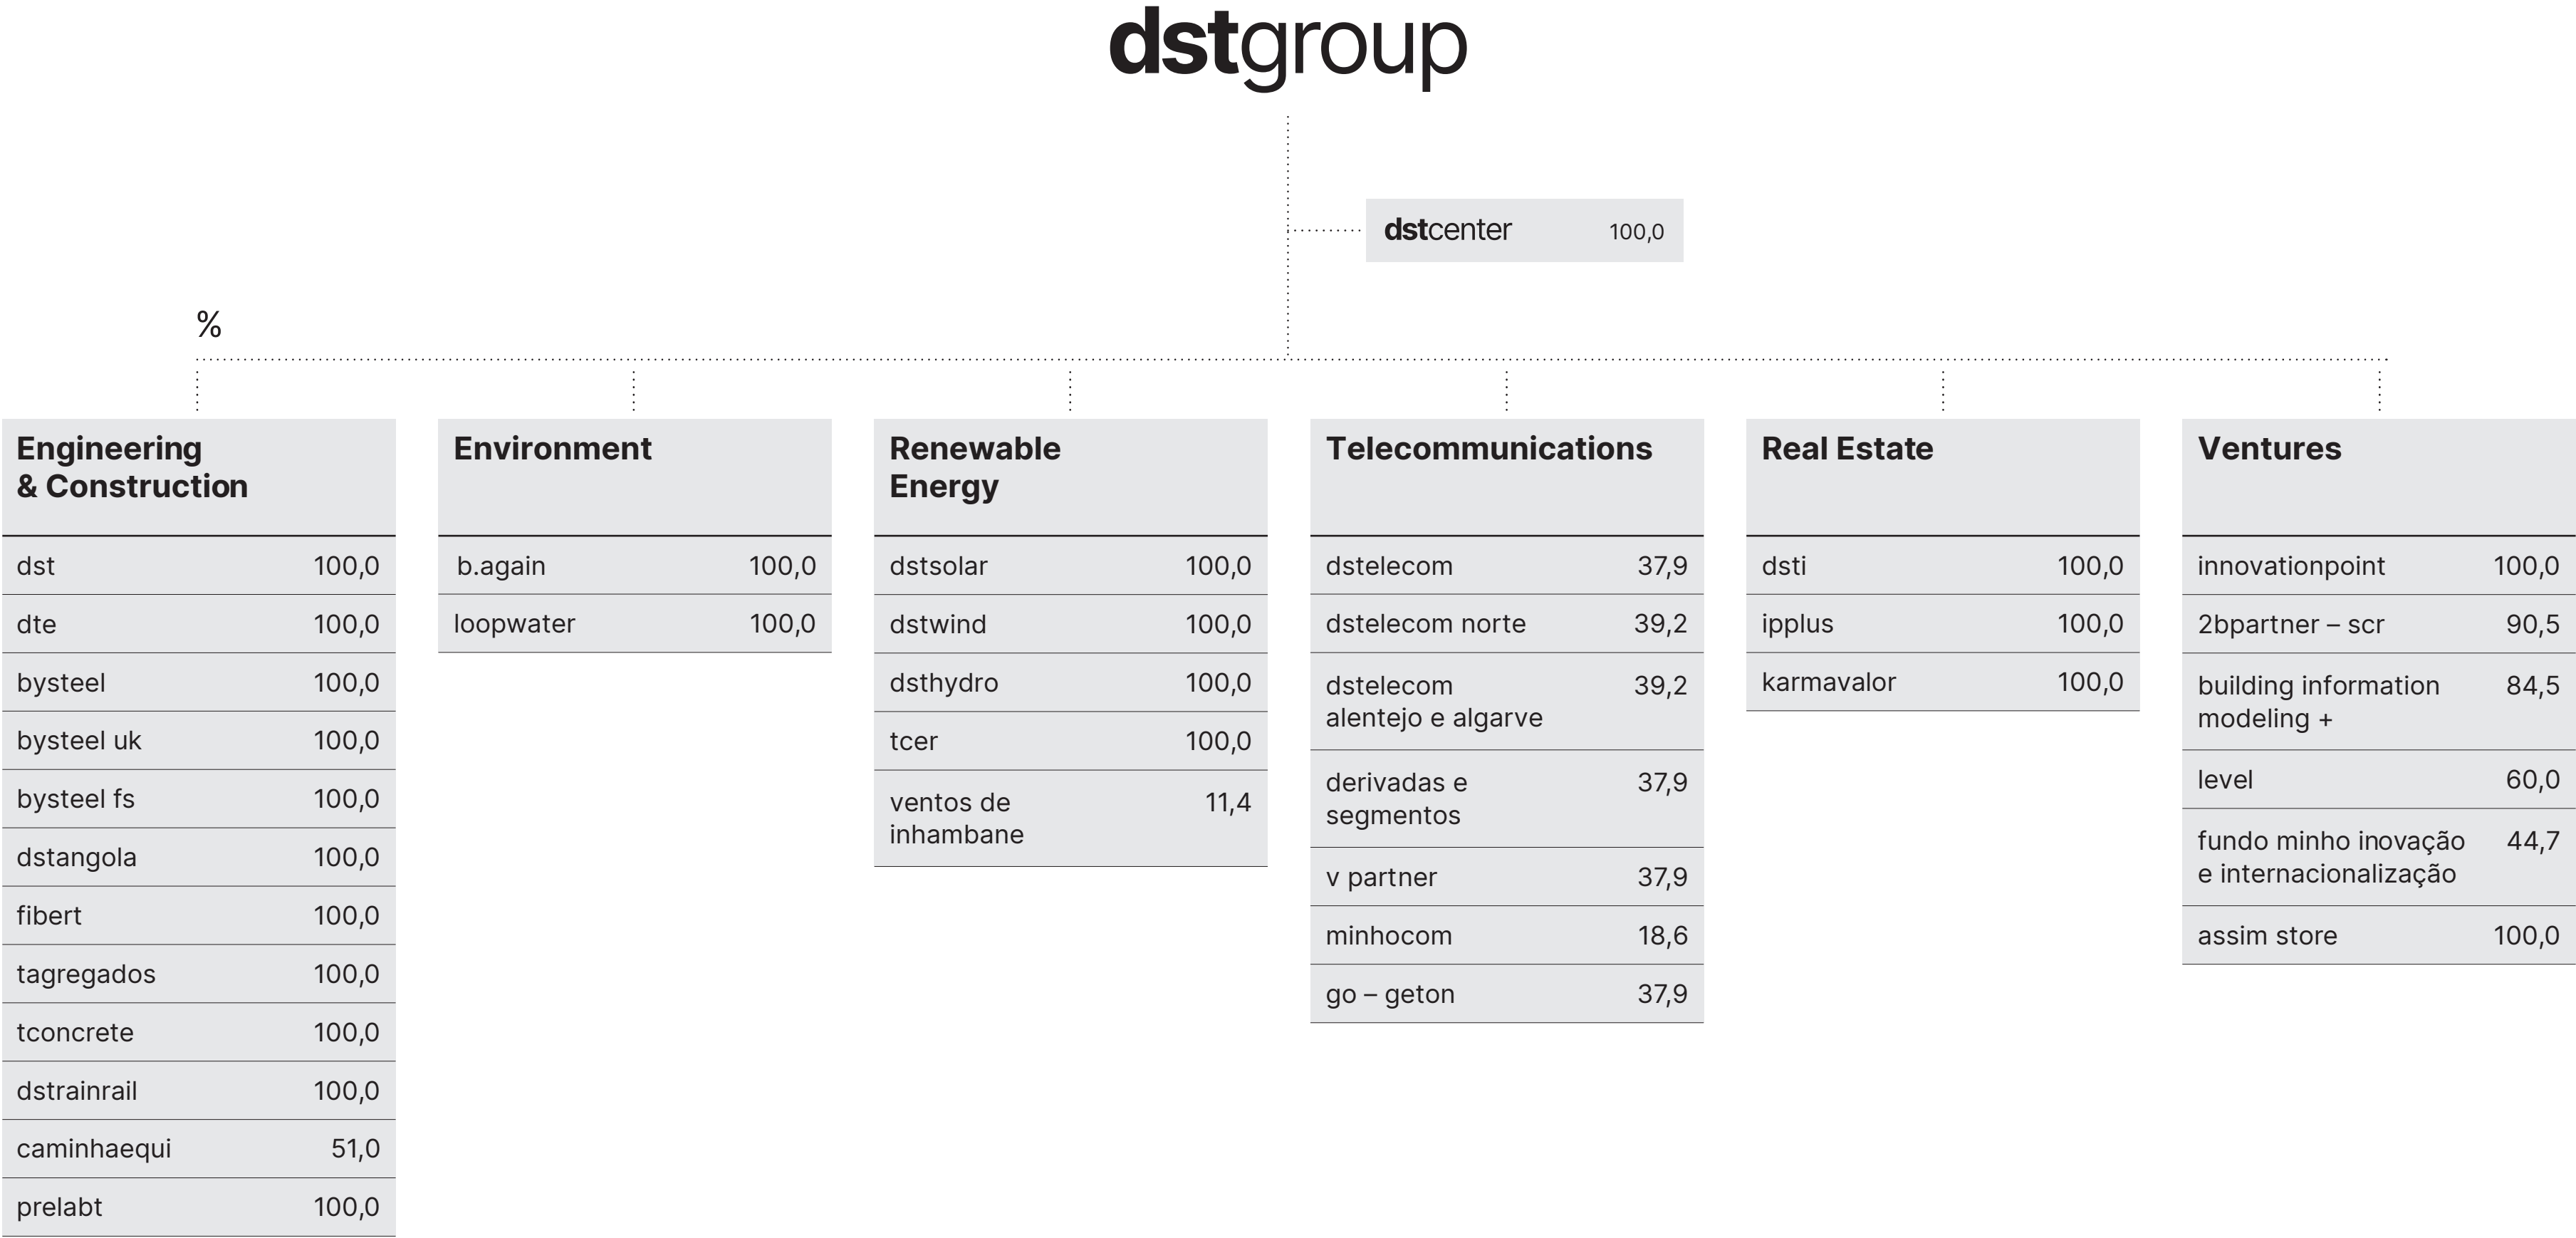 dstgroup
dstcenter 100,0
%
Engineering
& Construction
dst 100,0
dte 100,0
bysteel 100,0
bysteel uk 100,0
bysteel fs 100,0
dstangola 100,0
fibert 100,0
tagregados 100,0
tconcrete 100,0
dstrainrail 100,0
caminhaequi 51,0
prelabt 100,0
Environment
b.again 100,0
loopwater 100,0
Renewable
Energy
dstsolar 100,0
dstwind 100,0
dsthydro 100,0
tcer 100,0
ventos de 11,4
inhambane
Telecommunications
dstelecom 37,9
dstelecom norte 39,2
dstelecom 39,2
alentejo e algarve
derivadas e 37,9
segmentos
v partner 37,9
minhocom 18,6
go – geton 37,9
Real Estate
dsti 100,0
ipplus 100,0
karmavalor 100,0
Ventures
innovationpoint 100,0
2bpartner – scr 90,5
building information 84,5
modeling +
level 60,0
fundo minho inovação 44,7
e internacionalização
assim store 100,0